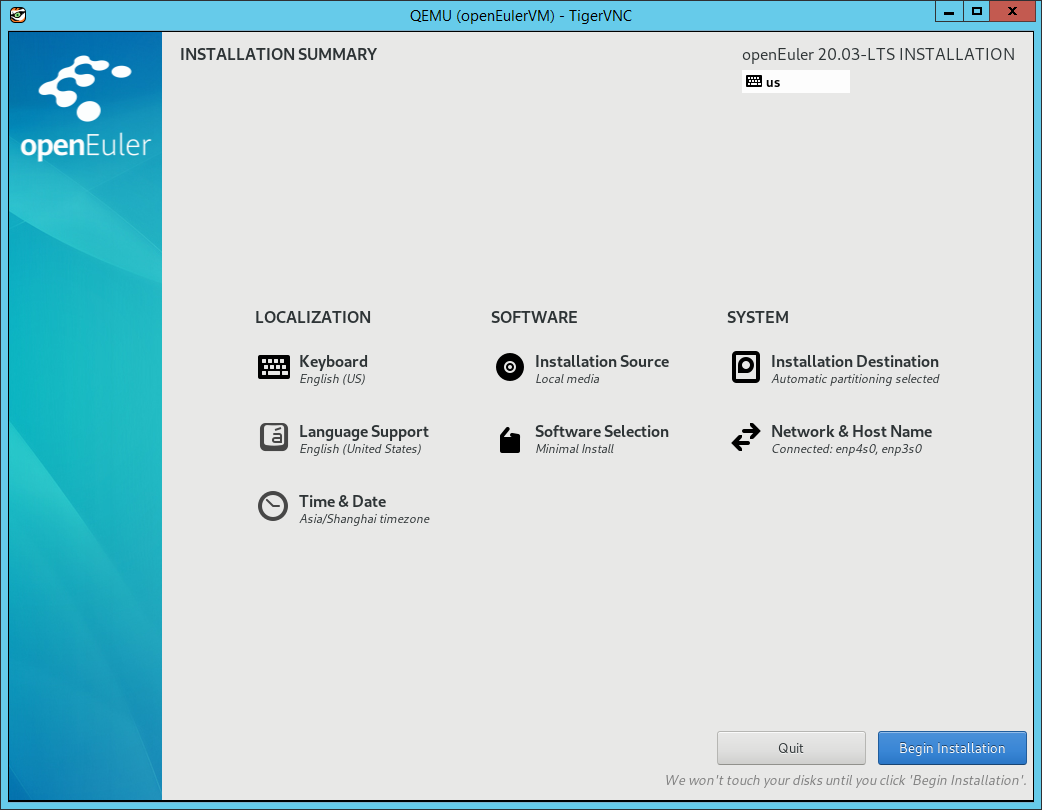 QEMU (openEulerVM) - TigerVNC
openEuler
INSTALLATION SUMMARY
openEuler 20.03-LTS INSTALLATION
us
LOCALIZATION
Keyboard
English (US)
Language Support
English (United States)
Time & Date
Asia/Shanghai timezone
SOFTWARE
Installation Source
Local media
Software Selection
Minimal Install
SYSTEM
Installation Destination
Automatic partitioning selected
Network & Host Name
Connected: enp4s0, enp3s0
Quit
Begin Installation
We won't touch your disks until you click 'Begin Installation'.